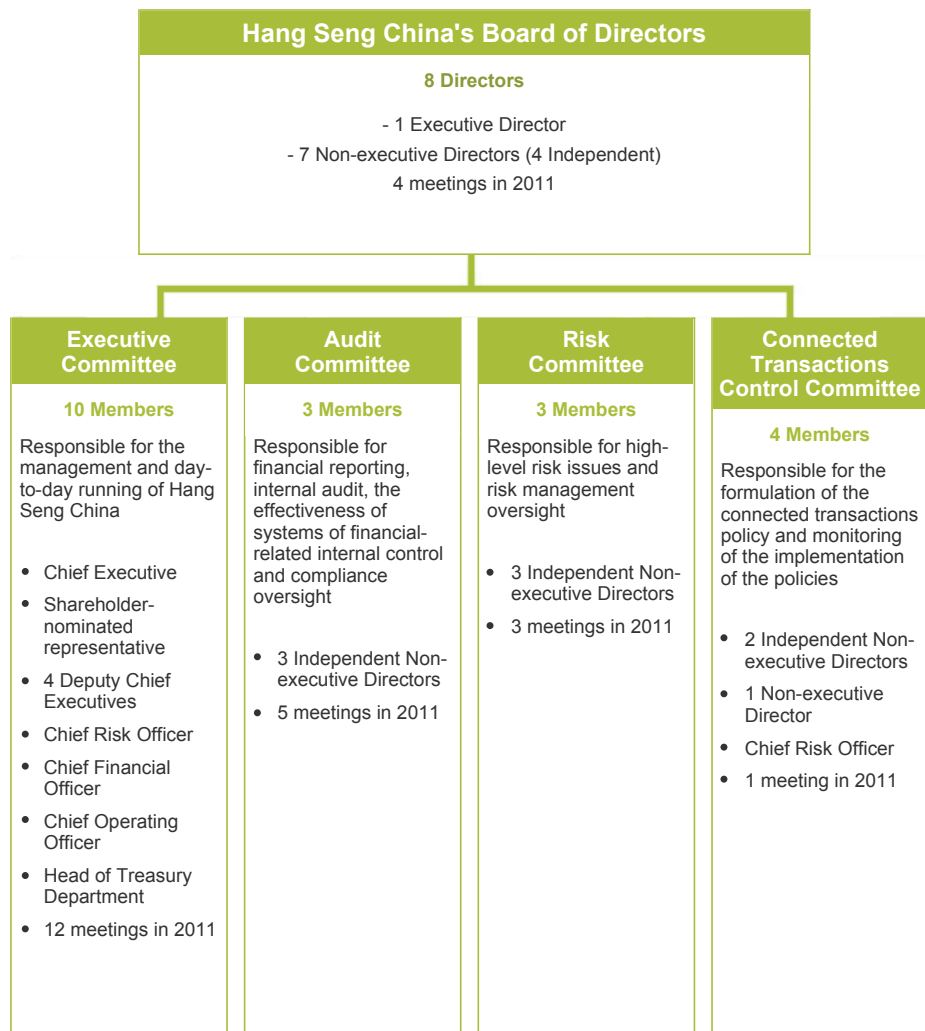 Hang Seng China's Board of Directors
8 Directors
- 1 Executive Director
- 7 Non-executive Directors (4 Independent)
4 meetings in 2011
Executive
Committee
10 Members
Responsible for the
management and day-
to-day running of Hang
Seng China
• Chief Executive
• Shareholder-
nominated
representative
• 4 Deputy Chief
Executives
• Chief Risk Officer
• Chief Financial
Officer
• Chief Operating
Officer
• Head of Treasury
Department
• 12 meetings in 2011
Audit
Committee
3 Members
Responsible for
financial reporting,
internal audit, the
effectiveness of
systems of financial-
related internal control
and compliance
oversight
• 3 Independent Non-
executive Directors
• 5 meetings in 2011
Risk
Committee
3 Members
Responsible for high-
level risk issues and
risk management
oversight
• 3 Independent Non-
executive Directors
• 3 meetings in 2011
Connected
Transactions
Control Committee
4 Members
Responsible for the
formulation of the
connected transactions
policy and monitoring
of the implementation
of the policies
• 2 Independent Non-
executive Directors
• 1 Non-executive
Director
• Chief Risk Officer
• 1 meeting in 2011